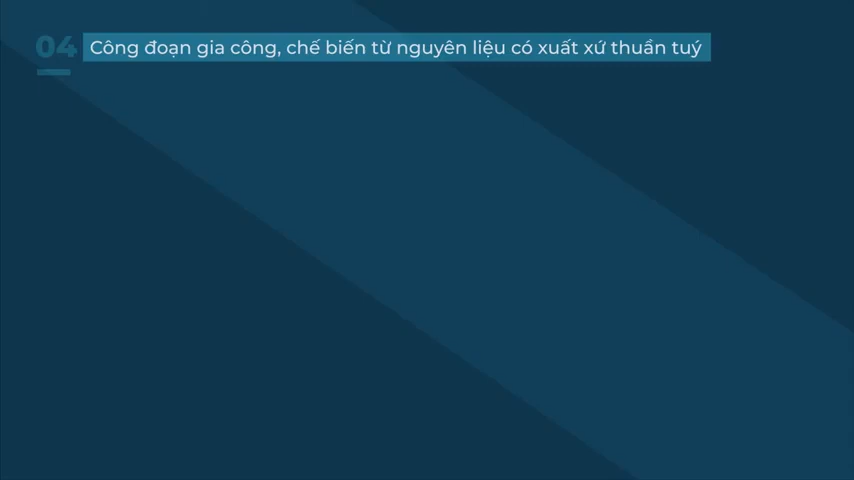 04 Công đoạn gia công, chế biến từ nguyên liệu có xuất xứ thuần tuý